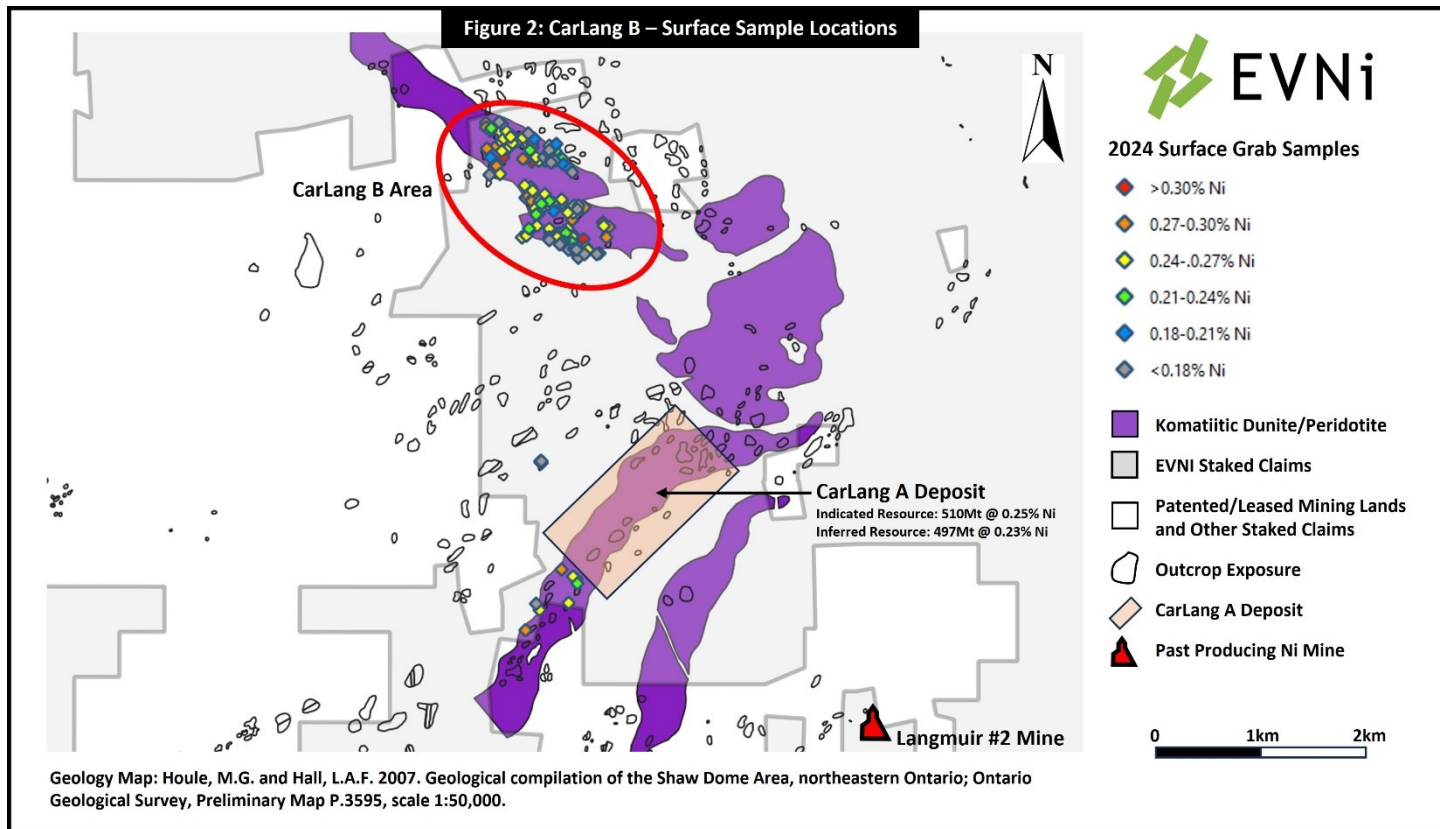 Figure 2: CarLang B – Surface Sample Locations
N
EVNi
2024 Surface Grab Samples
>0.30% Ni
0.27-0.30% Ni
0.24-.0.27% Ni
0.21-0.24% Ni
0.18-0.21% Ni
<0.18% Ni
CarLang B Area
Komatiitic Dunite/Peridotite
EVNI Staked Claims
Patented/Leased Mining Lands
and Other Staked Claims
Outcrop Exposure
CarLang A Deposit
Past Producing Ni Mine
CarLang A Deposit
Indicated Resource: 510Mt @ 0.25% Ni
Inferred Resource: 497Mt @ 0.23% Ni
Langmuir #2 Mine
0 1km 2km
Geology Map: Houle, M.G. and Hall, L.A.F. 2007. Geological compilation of the Shaw Dome Area, northeastern Ontario; Ontario
Geological Survey, Preliminary Map P.3595, scale 1:50,000.